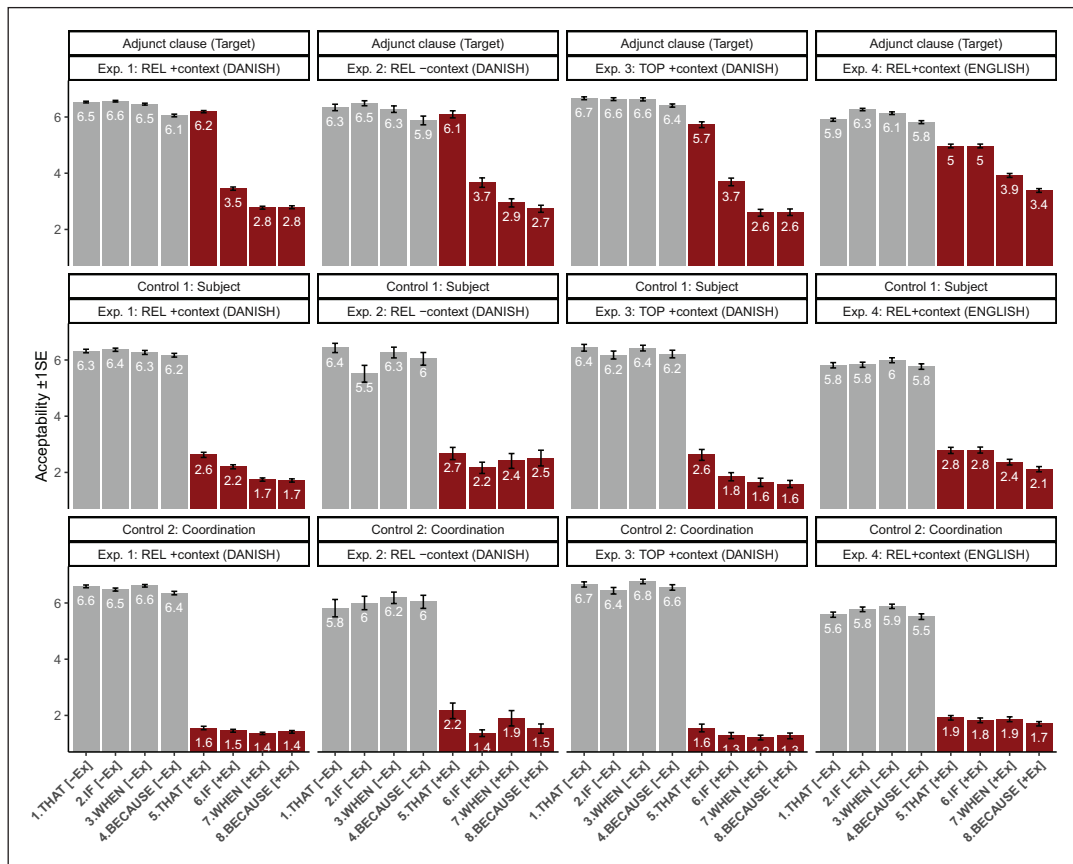 Adjunct clause (Target) Adjunct clause (Target) Adjunct clause (Target) Adjunct clause (Target)
Exp. 1: REL +context (DANISH) Exp. 2: REL −context (DANISH) Exp. 3: TOP +context (DANISH) Exp. 4: REL+context (ENGLISH)
6
4
2
6.5 6.6 6.5 6.1 6.2 3.5 2.8 2.8
6.3 6.5 6.3 5.9 6.1 3.7 2.9 2.7
6.7 6.6 6.6 6.4 5.7 3.7 2.6 2.6
5.9 6.3 6.1 5.8 5 5 3.9 3.4
Control 1: Subject Control 1: Subject Control 1: Subject Control 1: Subject
Exp. 1: REL +context (DANISH) Exp. 2: REL −context (DANISH) Exp. 3: TOP +context (DANISH) Exp. 4: REL+context (ENGLISH)
Acceptability ±1SE
6
4
2
6.3 6.4 6.3 6.2 2.6 2.2 1.7 1.7
6.4 5.5 6.3 6 2.7 2.2 2.4 2.5
6.4 6.2 6.4 6.2 2.6 1.8 1.6 1.6
5.8 5.8 6 5.8 2.8 2.8 2.4 2.1
Control 2: Coordination Control 2: Coordination Control 2: Coordination Control 2: Coordination
Exp. 1: REL +context (DANISH) Exp. 2: REL −context (DANISH) Exp. 3: TOP +context (DANISH) Exp. 4: REL+context (ENGLISH)
6
4
2
6.6 6.5 6.6 6.4 1.6 1.5 1.4 1.4
5.8 6 6.2 6 2.2 1.4 1.9 1.5
6.7 6.4 6.8 6.6 1.6 1.3 1.2 1.3
5.6 5.8 5.9 5.5 1.9 1.8 1.9 1.7
1.THAT [−Ex] 2.IF [−Ex] 3.WHEN [−Ex] 4.BECAUSE [−Ex] 5.THAT [+Ex] 6.IF [+Ex] 7.WHEN [+Ex] 8.BECAUSE [+Ex]
1.THAT [−Ex] 2.IF [−Ex] 3.WHEN [−Ex] 4.BECAUSE [−Ex] 5.THAT [+Ex] 6.IF [+Ex] 7.WHEN [+Ex] 8.BECAUSE [+Ex]
1.THAT [−Ex] 2.IF [−Ex] 3.WHEN [−Ex] 4.BECAUSE [−Ex] 5.THAT [+Ex] 6.IF [+Ex] 7.WHEN [+Ex] 8.BECAUSE [+Ex]
1.THAT [−Ex] 2.IF [−Ex] 3.WHEN [−Ex] 4.BECAUSE [−Ex] 5.THAT [+Ex] 6.IF [+Ex] 7.WHEN [+Ex] 8.BECAUSE [+Ex]